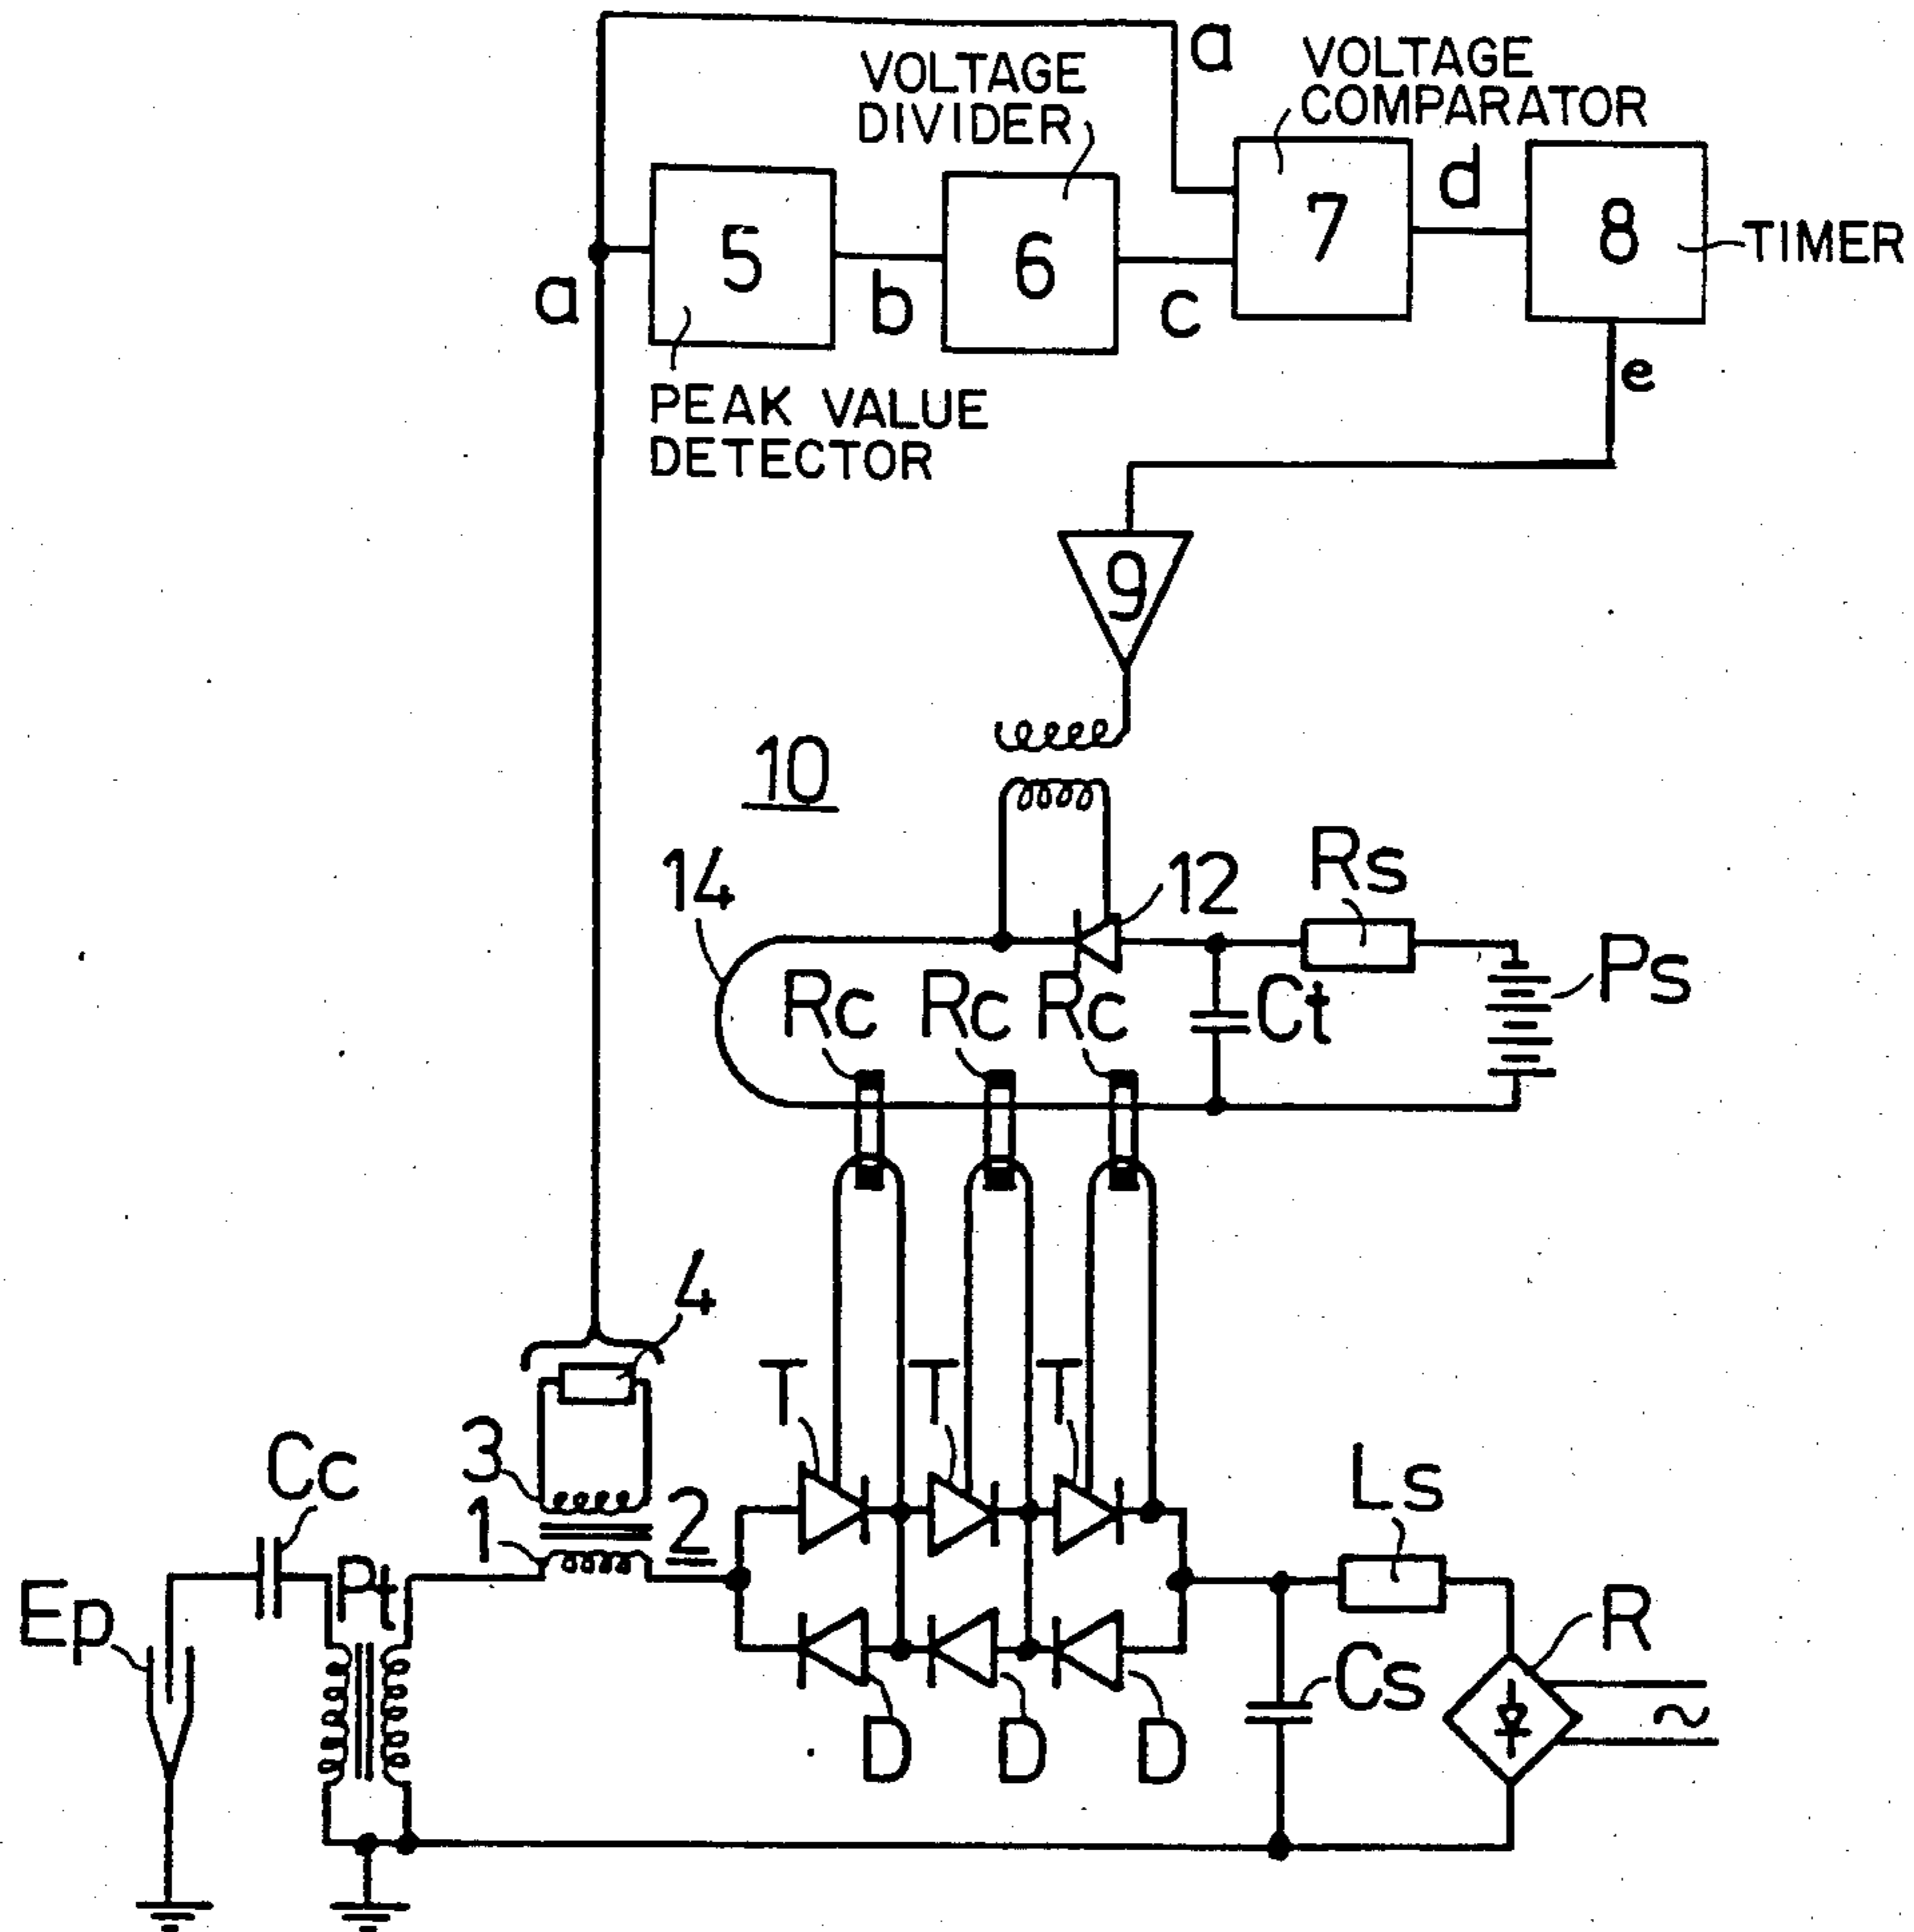 a
VOLTAGE
DIVIDER
VOLTAGE
COMPARATOR
d
5
6
7
8
TIMER
a
b
c
e
PEAK VALUE
DETECTOR
9
10
14
12
Rs
Rc
Rc
Rc
Ct
Ps
4
T
T
T
3
Cc
1
2
Ls
Ep
Pt
R
Cs
~
D
D
D